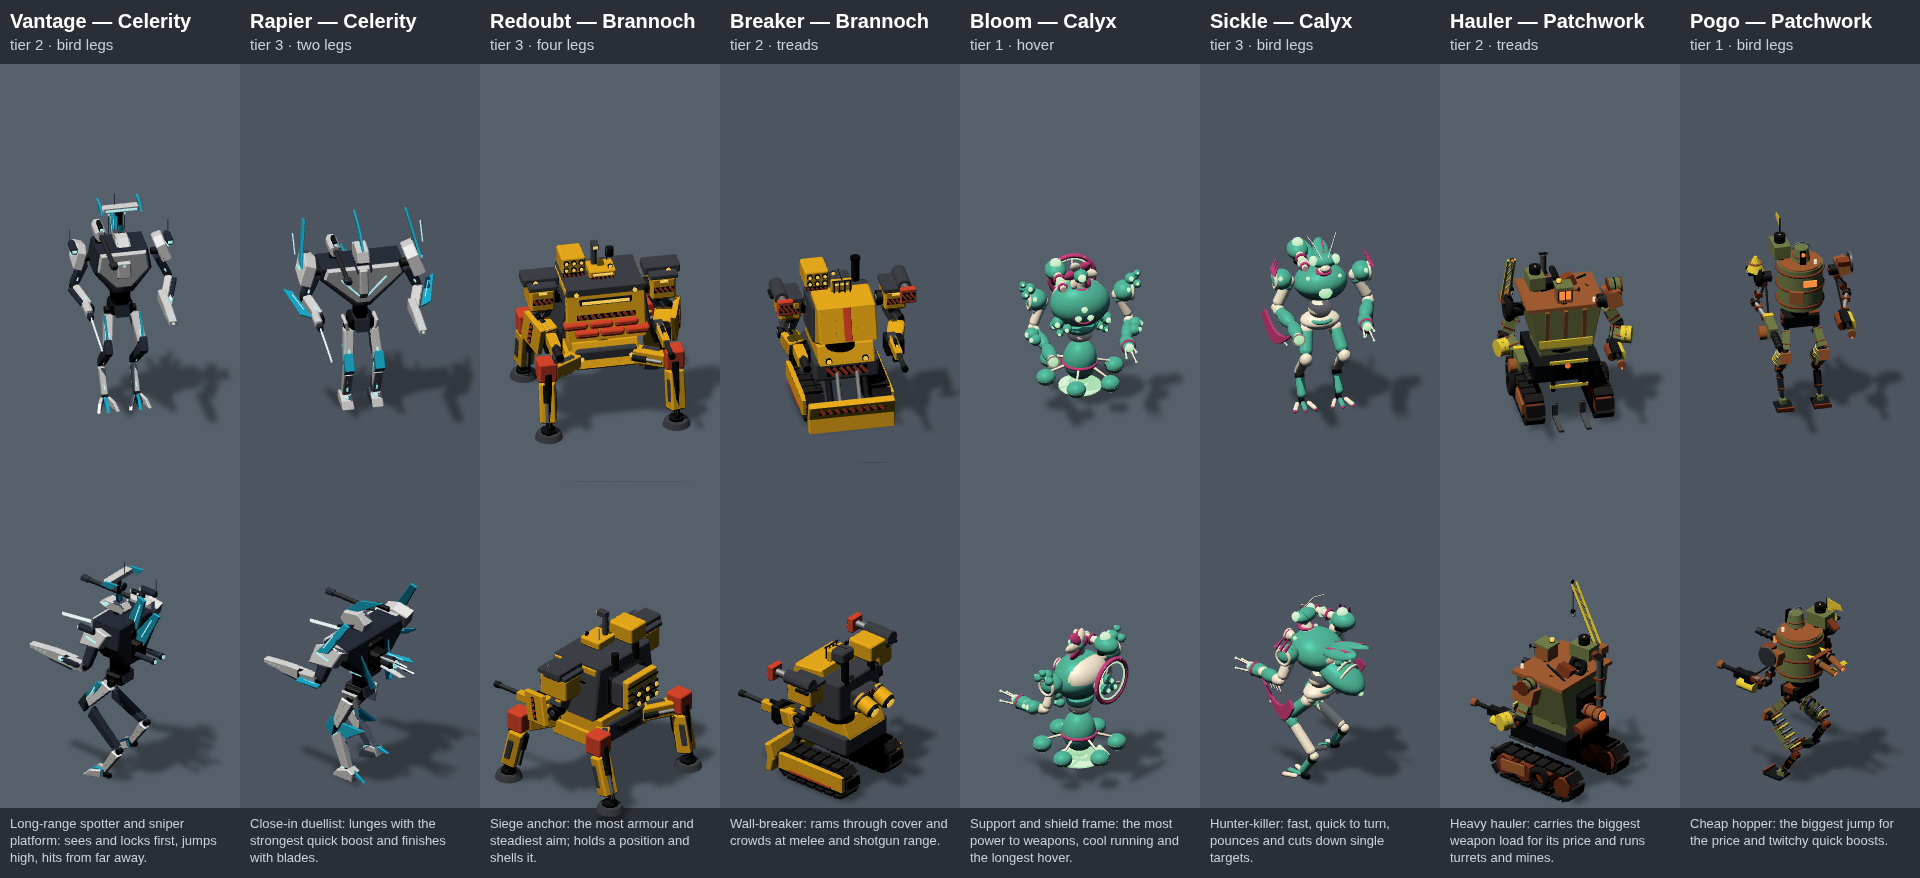 Vantage — Celerity
tier 2 · bird legs
Rapier — Celerity
tier 3 · two legs
Redoubt — Brannoch
tier 3 · four legs
Breaker — Brannoch
tier 2 · treads
Bloom — Calyx
tier 1 · hover
Sickle — Calyx
tier 3 · bird legs
Hauler — Patchwork
tier 2 · treads
Pogo — Patchwork
tier 1 · bird legs
Long-range spotter and sniper
platform: sees and locks first, jumps
high, hits from far away.
Close-in duellist: lunges with the
strongest quick boost and finishes
with blades.
Siege anchor: the most armour and
steadiest aim; holds a position and
shells it.
Wall-breaker: rams through cover and
crowds at melee and shotgun range.
Support and shield frame: the most
power to weapons, cool running and
the longest hover.
Hunter-killer: fast, quick to turn,
pounces and cuts down single
targets.
Heavy hauler: carries the biggest
weapon load for its price and runs
turrets and mines.
Cheap hopper: the biggest jump for
the price and twitchy quick boosts.